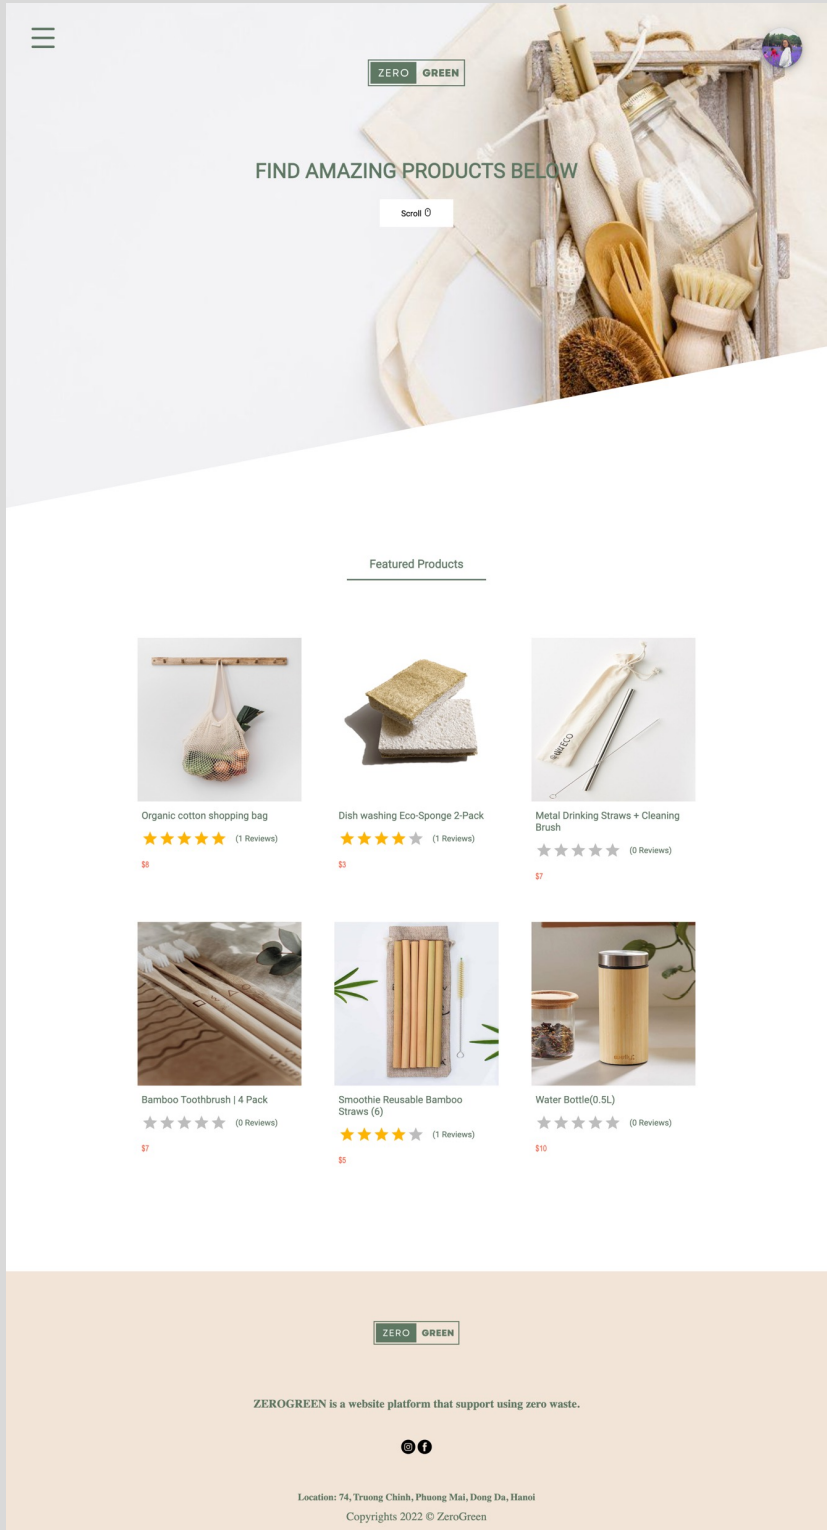 ZERO GREEN
FIND AMAZING PRODUCTS BELOW
Scroll
Featured Products
ECO
Organic cotton shopping bag
(1 Reviews)
$8
Dish washing Eco-Sponge 2-Pack
(1 Reviews)
$3
Metal Drinking Straws + Cleaning
Brush
(0 Reviews)
$7
Bamboo Toothbrush | 4 Pack
(0 Reviews)
$7
Smoothie Reusable Bamboo
Straws (6)
(1 Reviews)
$5
Water Bottle(0.5L)
(0 Reviews)
$10
ZERO GREEN
ZEROGREEN is a website platform that support using zero waste.
Location: 74, Truong Chinh, Phuong Mai, Dong Da, Hanoi
Copyrights 2022 © ZeroGreen